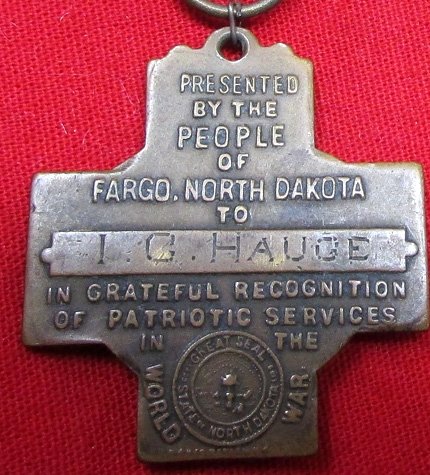 PRESENTED
BY THE
PEOPLE
OF
FARGO, NORTH DAKOTA
TO
I. G. HAUGE
IN GRATEFUL RECOGNITION
OF PATRIOTIC SERVICES
IN THE
WORLD WAR
GREAT SEAL
STATE OF NORTH DAKOTA